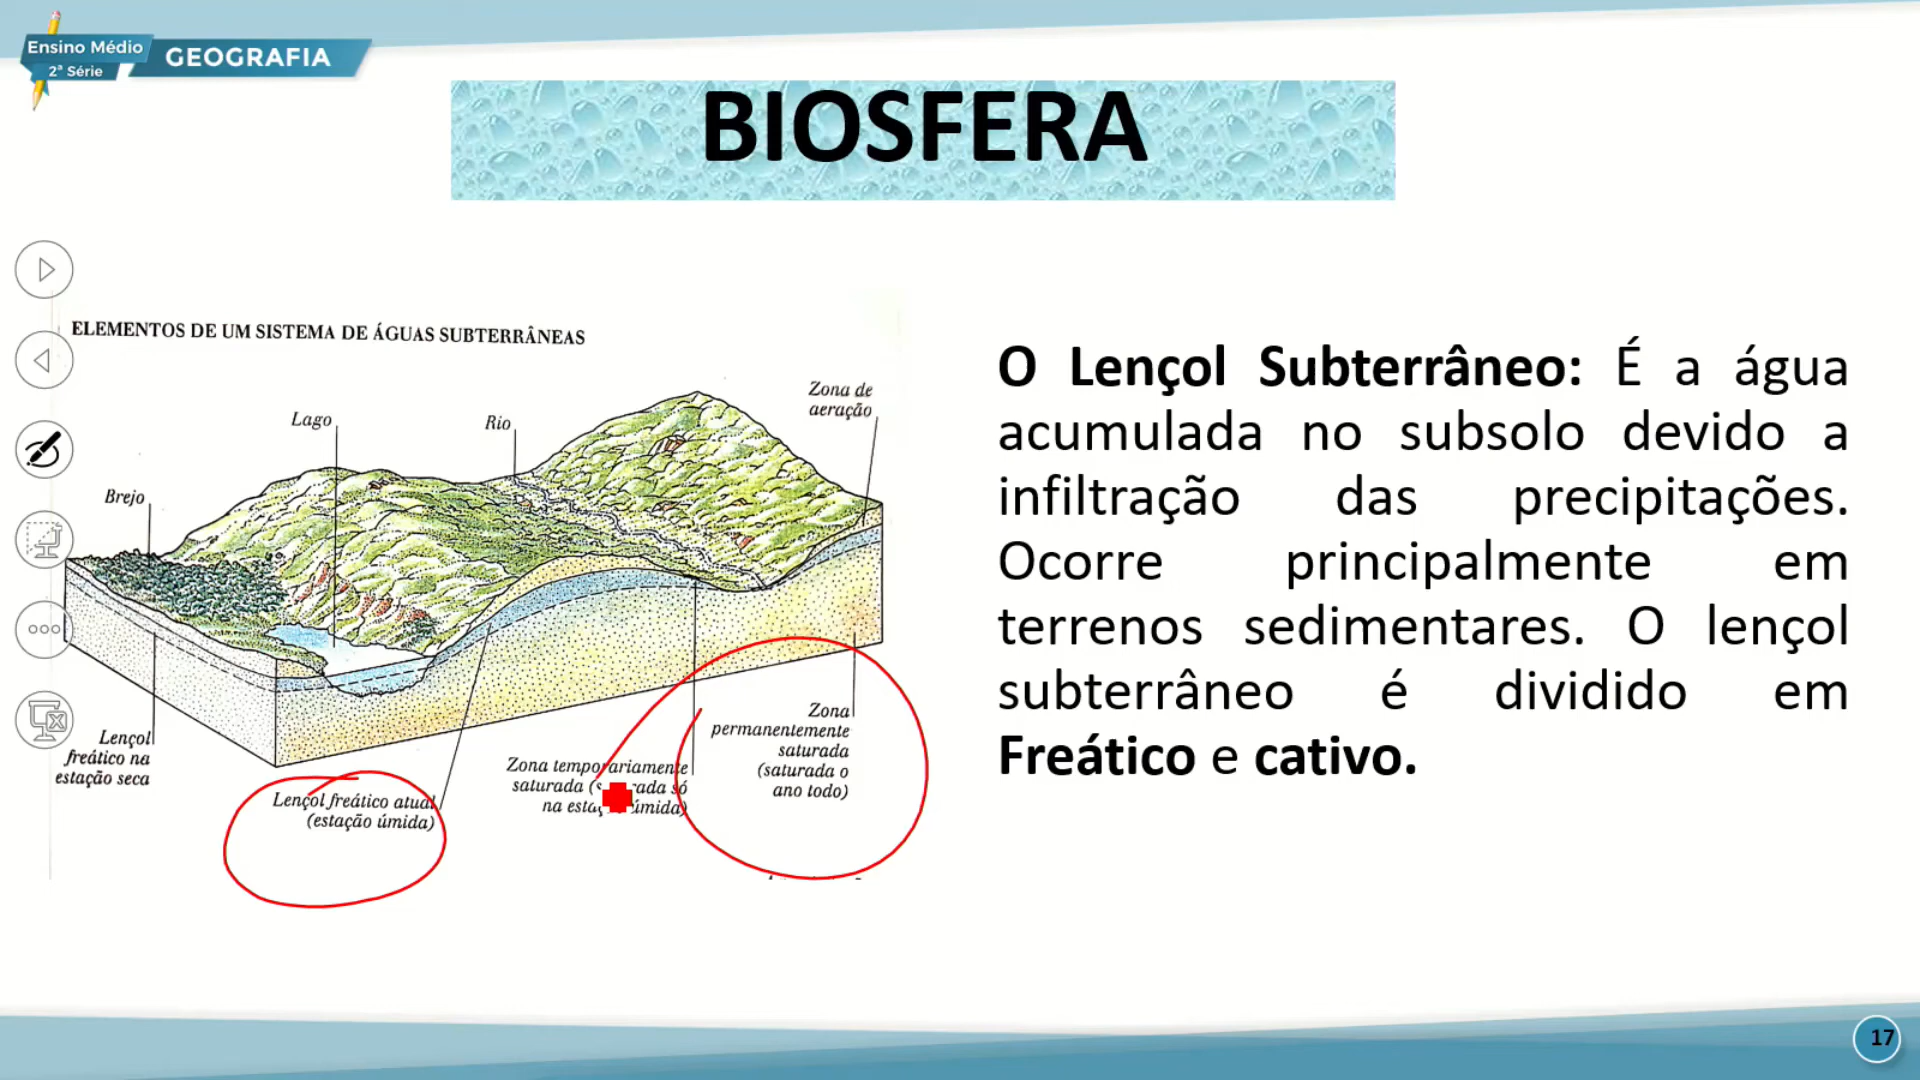 Ensino Médio
2ª Série
GEOGRAFIA
BIOSFERA
ELEMENTOS DE UM SISTEMA DE ÁGUAS SUBTERRÂNEAS
Zona de
aeração
Lago
Rio
Brejo
Lençol
freático na
estação seca
Lençol freático atual
(estação úmida)
Zona temporariamente
saturada (saturada só
na estação úmida)
Zona
permanentemente
saturada
(saturada o
ano todo)
O Lençol Subterrâneo: É a água
acumulada no subsolo devido a
infiltração das precipitações.
Ocorre principalmente em
terrenos sedimentares. O lençol
subterrâneo é dividido em
Freático e cativo.
17